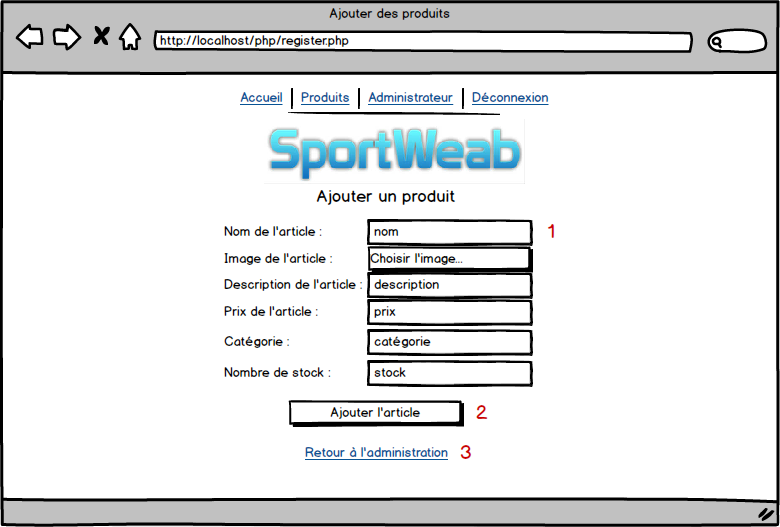 Ajouter des produits
http://localhost/php/register.php
Accueil Produits Administrateur Déconnexion
SportWeab
Ajouter un produit
Nom de l'article : nom 1
Image de l'article : Choisir l'image...
Description de l'article : description
Prix de l'article : prix
Catégorie : catégorie
Nombre de stock : stock
Ajouter l'article 2
Retour à l'administration 3